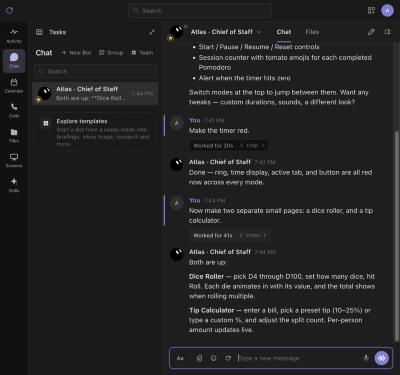 Search
A
Activity
Chat
Calendar
Calls
Files
Screens
Skills
Tasks
Chat
+ New Bot
Group
Team
Search
Atlas · Chief of Staff
7:44 PM
Both are up: **Dice Roll...
Explore templates
Start a Bot from a ready-made role-
briefings, inbox triage, research and
more.
Atlas · Chief of Staff
Chat
Files
• Start / Pause / Resume / Reset controls
• Session counter with tomato emojis for each completed
Pomodoro
• Alert when the timer hits zero
Switch modes at the top to jump between them. Want any
tweaks — custom durations, sounds, a different look?
A
You 7:41 PM
Make the timer red.
Worked for 20s 1 step >
Atlas · Chief of Staff 7:42 PM
Done — ring, time display, active tab, and button are all red
now across every mode.
A
You 7:43 PM
Now make two separate small pages: a dice roller, and a tip
calculator.
Worked for 41s 2 steps >
Atlas · Chief of Staff 7:44 PM
Both are up:
Dice Roller — pick D4 through D100, set how many dice, hit
Roll. Each die animates in with its value, and the total shows
when rolling multiple.
Tip Calculator — enter a bill, pick a preset tip (10–25%) or
type a custom %, and adjust the split count. Per-person
amount updates live.
Aa
Type a new message